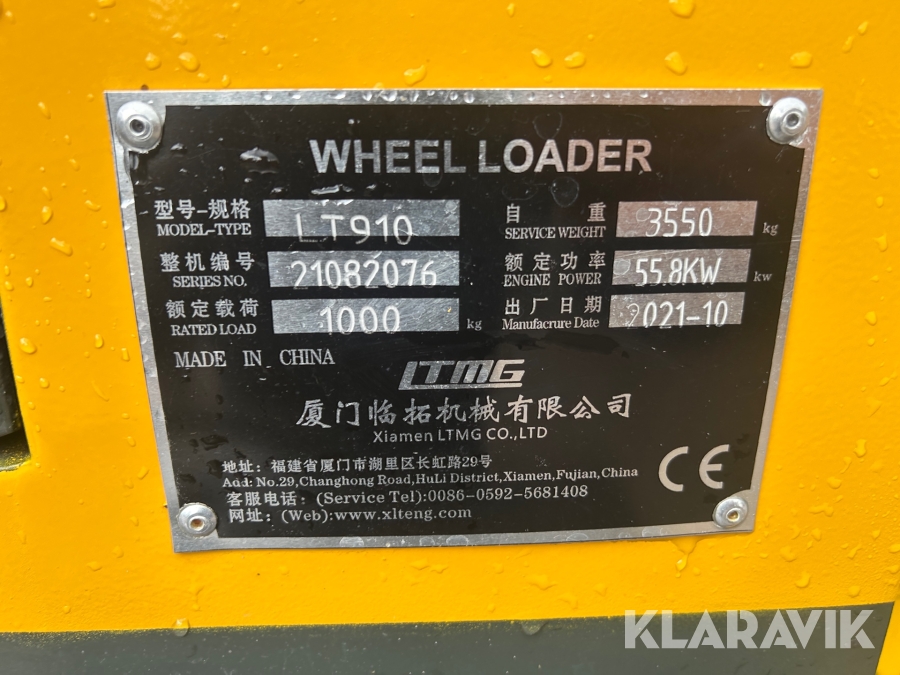 WHEEL LOADER
型号-规格 LT910 自 重 3550 kg
MODEL-TYPE SERVICE WEIGHT
整机编号 21082076 额定功率 55.8KW kw
SERIES NO. ENGINE POWER
额定载荷 1000 kg 出厂日期 2021-10
RATED LOAD Manufacrure Date
MADE IN CHINA
LTMG
厦门临拓机械有限公司
Xiamen LTMG CO.,LTD
地址: 福建省厦门市湖里区长虹路29号
Add: No.29,Changhong Road,HuLi District,Xiamen,Fujian,China
客服电话: (Service Tel):0086-0592-5681408
网址: (Web):www.xlteng.com
CE
KLARAVIK